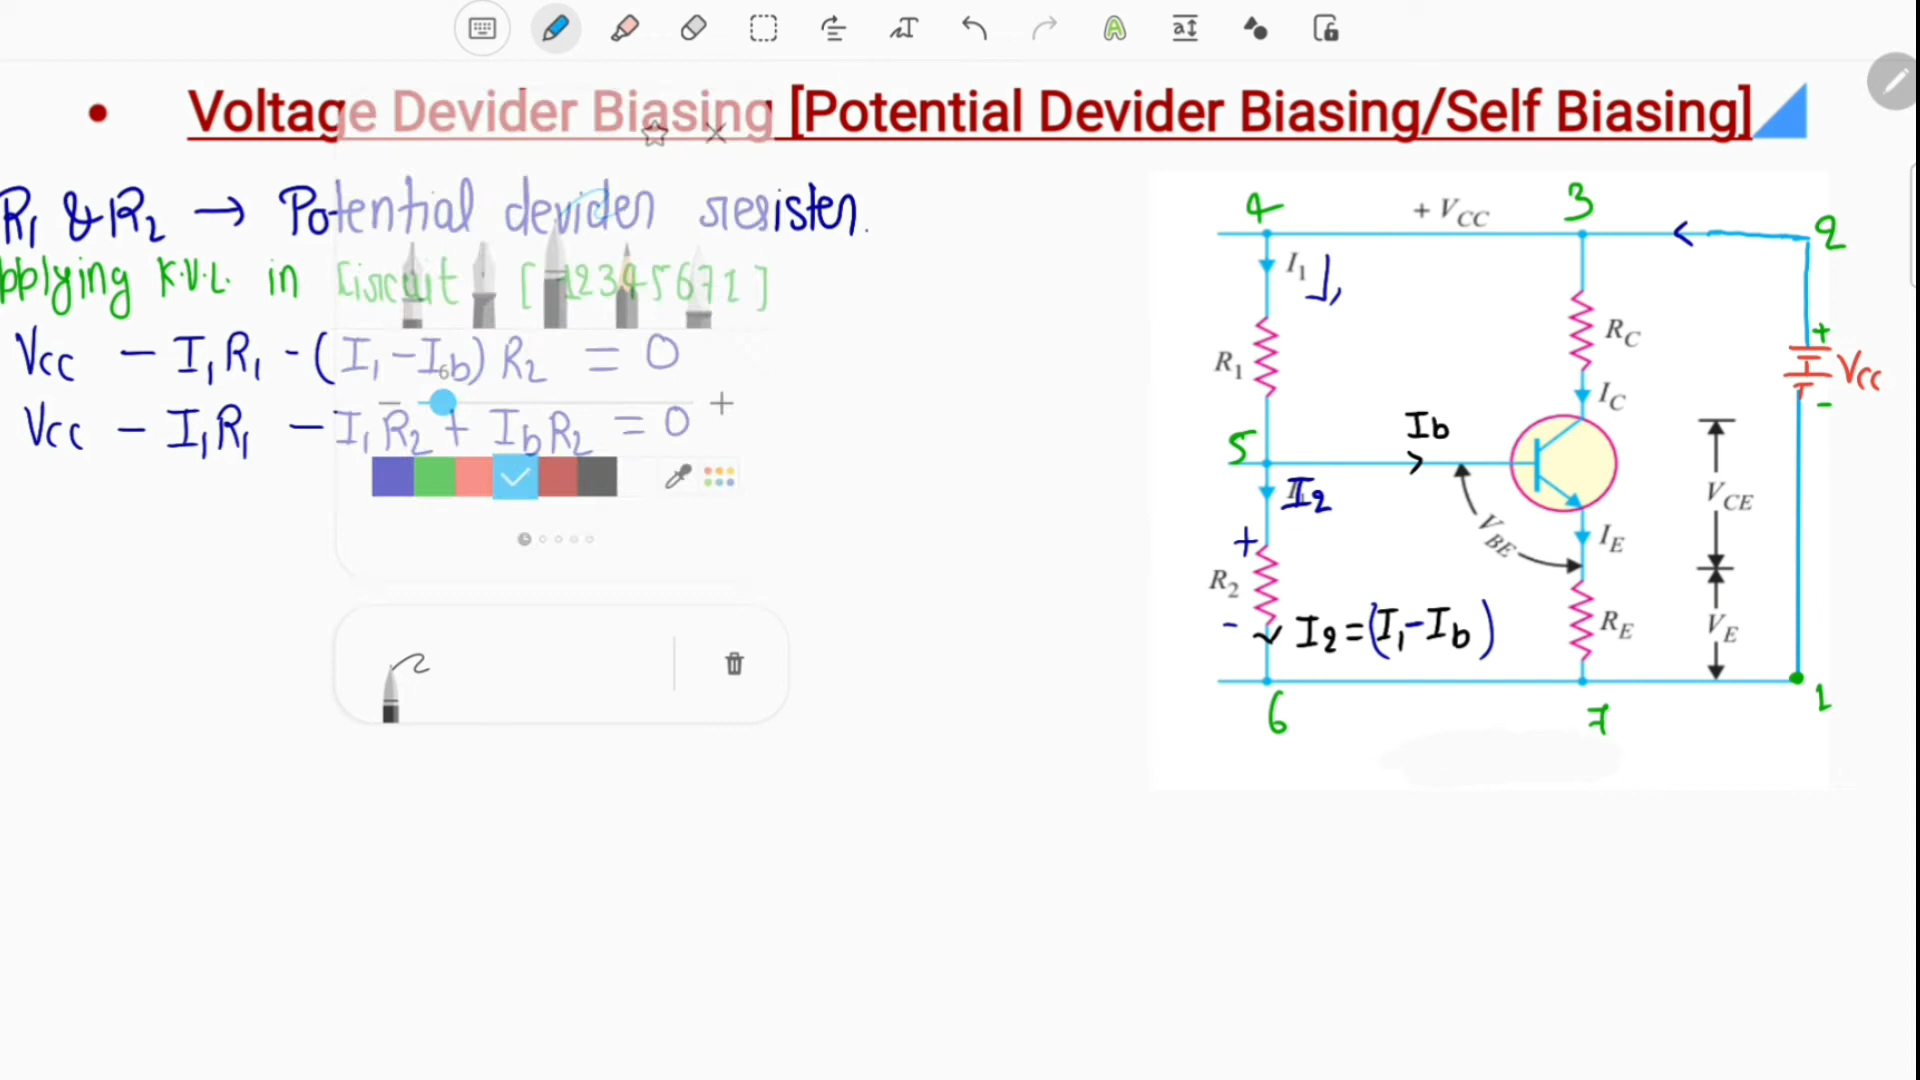 • Voltage Devider Biasing [Potential Devider Biasing/Self Biasing]
R1 & R2 → Potential devider resister.
pplying K.V.L. in Circuit [12345671]
Vcc - I1R1 - (I1 - Ib) R2 = 0
6
Vcc - I1R1 - I1R2 + IbR2 = 0
4
+ VCC
3
2
I1
I1
R1
RC
+
Vcc
-
IC
5
Ib
I2
VCE
VBE
IE
+
R2
-
I2 = (I1 - Ib)
RE
VE
6
7
1